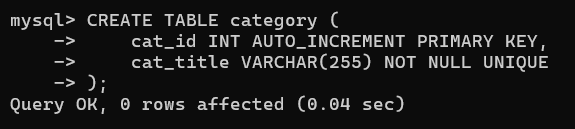 mysql> CREATE TABLE category (
    ->     cat_id INT AUTO_INCREMENT PRIMARY KEY,
    ->     cat_title VARCHAR(255) NOT NULL UNIQUE
    -> );
Query OK, 0 rows affected (0.04 sec)